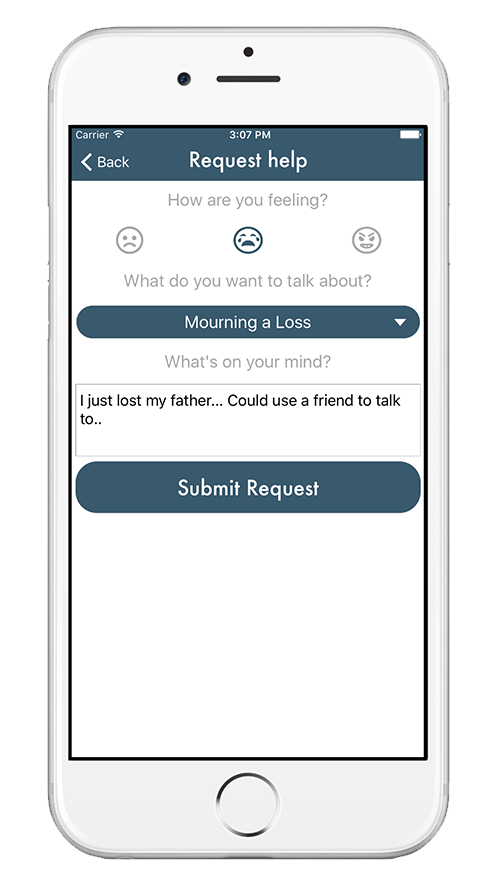 Carrier 3:07 PM
Back Request help
How are you feeling?
What do you want to talk about?
Mourning a Loss
What's on your mind?
I just lost my father... Could use a friend to talk
to..
Submit Request